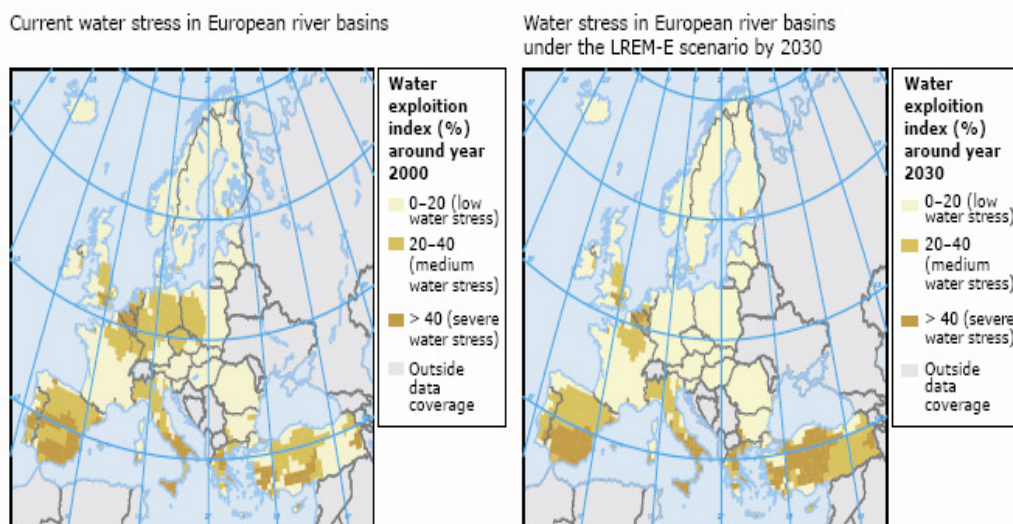 Current water stress in European river basins
Water
exploition
index (%)
around year
2000
0–20 (low
water stress)
20–40
(medium
water stress)
> 40 (severe
water stress)
Outside
data
coverage
Water stress in European river basins
under the LREM-E scenario by 2030
Water
exploition
index (%)
around year
2030
0–20 (low
water stress)
20–40
(medium
water stress)
> 40 (severe
water stress)
Outside
data
coverage